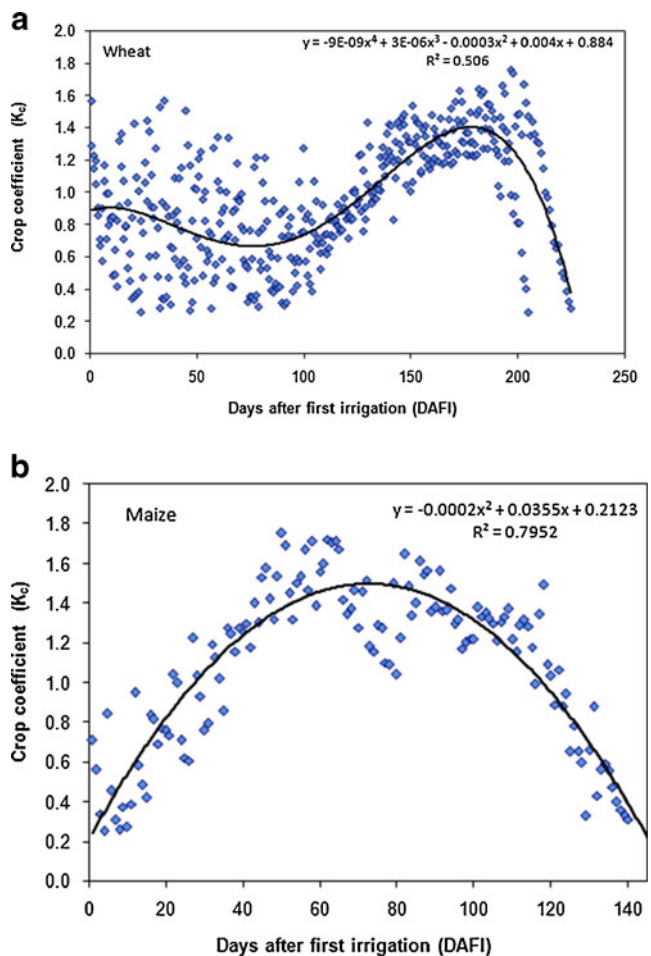 a
Wheat
y = -9E-09x⁴ + 3E-06x³ - 0.0003x² + 0.004x + 0.884
R² = 0.506
Crop coefficient (Kc)
2.0
1.8
1.6
1.4
1.2
1.0
0.8
0.6
0.4
0.2
0.0
0 50 100 150 200 250
Days after first irrigation (DAFI)
b
Maize
y = -0.0002x² + 0.0355x + 0.2123
R² = 0.7952
Crop coefficient (Kc)
2.0
1.8
1.6
1.4
1.2
1.0
0.8
0.6
0.4
0.2
0.0
0 20 40 60 80 100 120 140
Days after first irrigation (DAFI)